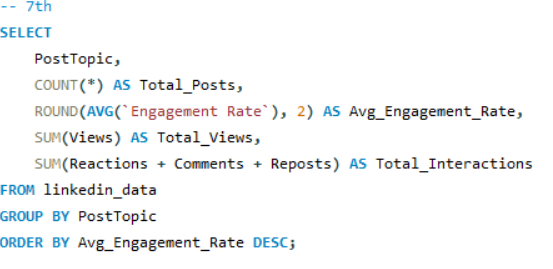 -- 7th
SELECT
PostTopic,
COUNT(*) AS Total_Posts,
ROUND(AVG(`Engagement Rate`), 2) AS Avg_Engagement_Rate,
SUM(Views) AS Total_Views,
SUM(Reactions + Comments + Reposts) AS Total_Interactions
FROM linkedin_data
GROUP BY PostTopic
ORDER BY Avg_Engagement_Rate DESC;